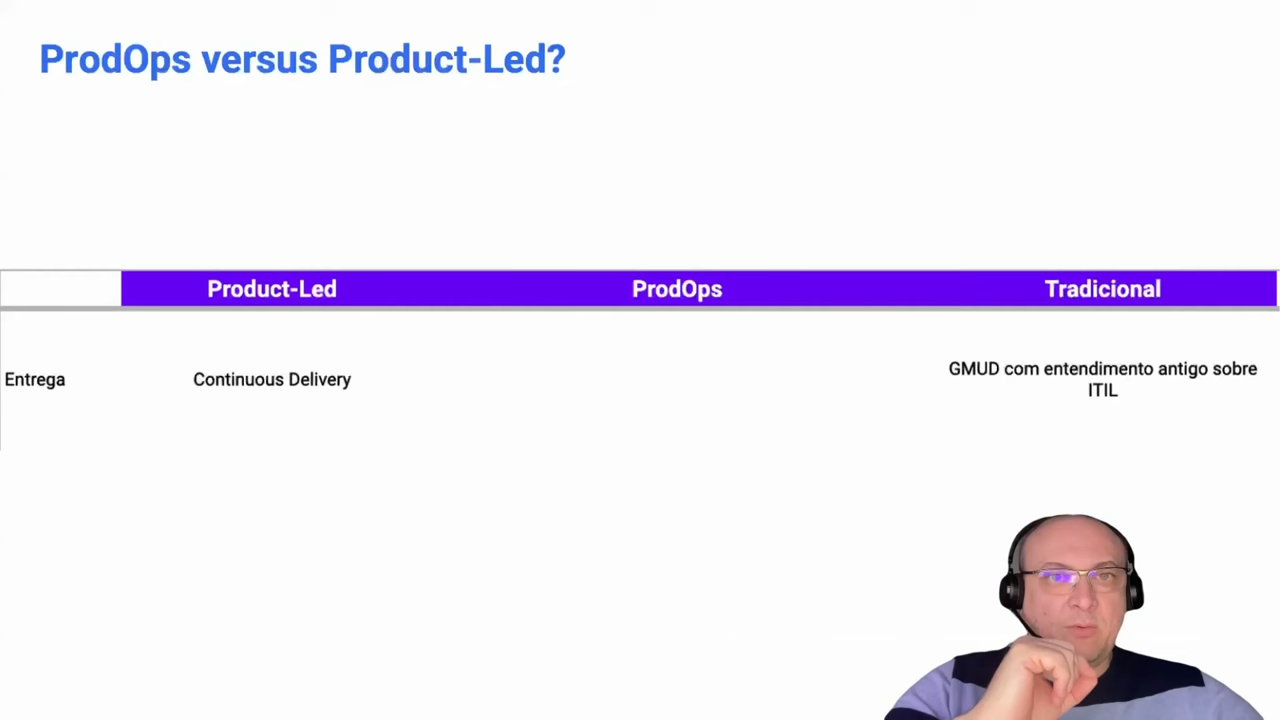 ProdOps versus Product-Led?
Product-Led ProdOps Tradicional
Entrega Continuous Delivery GMUD com entendimento antigo sobre
ITIL